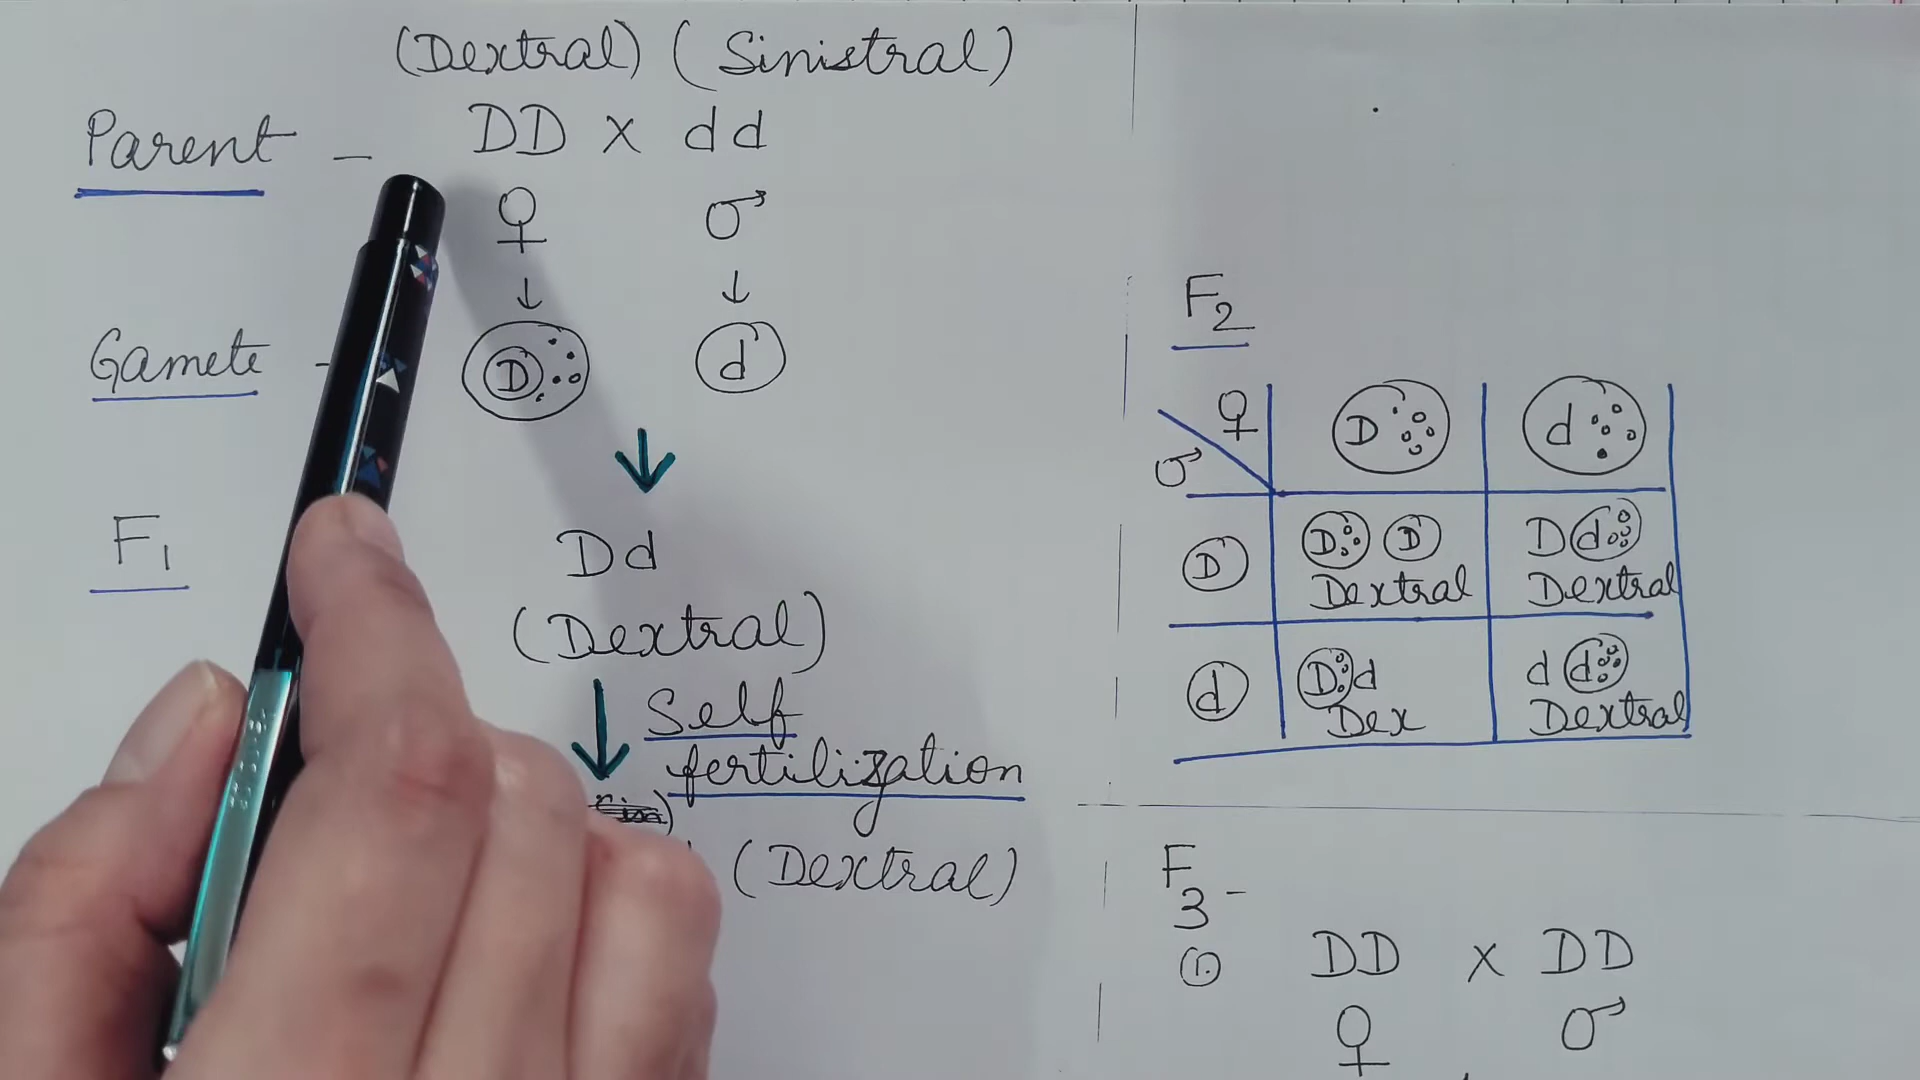 (Dextral) (Sinistral)
Parent - DD x dd
♀ ♂
↓ ↓
Gamete - D d
↓
F1 Dd
(Dextral)
↓ Self
fertilization
(Dextral)
F2
♀ D d
♂
D D D D d
Dextral Dextral
d D d d d
Dex Dextral
F3 -
①. DD x DD
♀ ♂